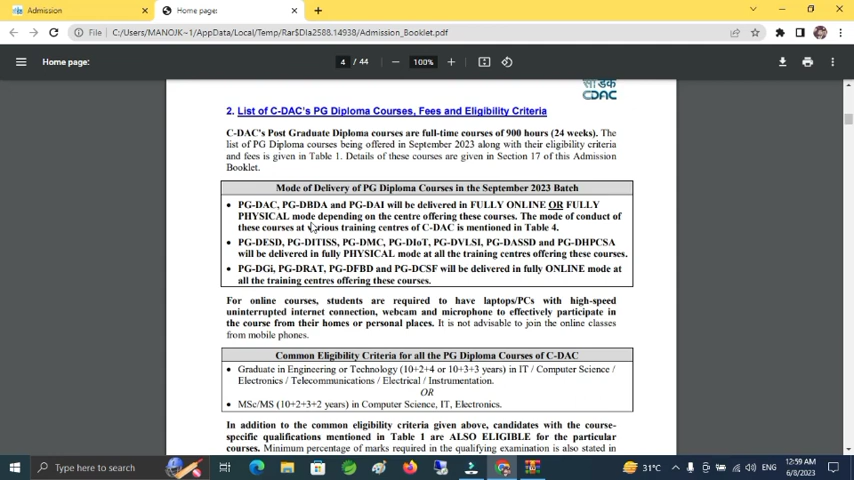 Admission
Home page:
File
C:/Users/MANOJK~1/AppData/Local/Temp/Rar$DIa2588.14938/Admission_Booklet.pdf
Home page:
4 / 44
100%
सी डैक
CDAC
2. List of C-DAC's PG Diploma Courses, Fees and Eligibility Criteria
C-DAC's Post Graduate Diploma courses are full-time courses of 900 hours (24 weeks). The
list of PG Diploma courses being offered in September 2023 along with their eligibility criteria
and fees is given in Table 1. Details of these courses are given in Section 17 of this Admission
Booklet.
Mode of Delivery of PG Diploma Courses in the September 2023 Batch
• PG-DAC, PG-DBDA and PG-DAI will be delivered in FULLY ONLINE OR FULLY
PHYSICAL mode depending on the centre offering these courses. The mode of conduct of
these courses at various training centres of C-DAC is mentioned in Table 4.
• PG-DESD, PG-DITISS, PG-DMC, PG-DIoT, PG-DVLSI, PG-DASSD and PG-DHPCSA
will be delivered in fully PHYSICAL mode at all the training centres offering these courses.
• PG-DGi, PG-DRAT, PG-DFBD and PG-DCSF will be delivered in fully ONLINE mode at
all the training centres offering these courses.
For online courses, students are required to have laptops/PCs with high-speed
uninterrupted internet connection, webcam and microphone to effectively participate in
the course from their homes or personal places. It is not advisable to join the online classes
from mobile phones.
Common Eligibility Criteria for all the PG Diploma Courses of C-DAC
• Graduate in Engineering or Technology (10+2+4 or 10+3+3 years) in IT / Computer Science /
Electronics / Telecommunications / Electrical / Instrumentation.
OR
• MSc/MS (10+2+3+2 years) in Computer Science, IT, Electronics.
In addition to the common eligibility criteria given above, candidates with the course-
specific qualifications mentioned in Table 1 are ALSO ELIGIBLE for the particular
courses. Minimum percentage of marks required in the qualifying examination is also stated in
Type here to search
31°C
ENG
12:59 AM
6/8/2023